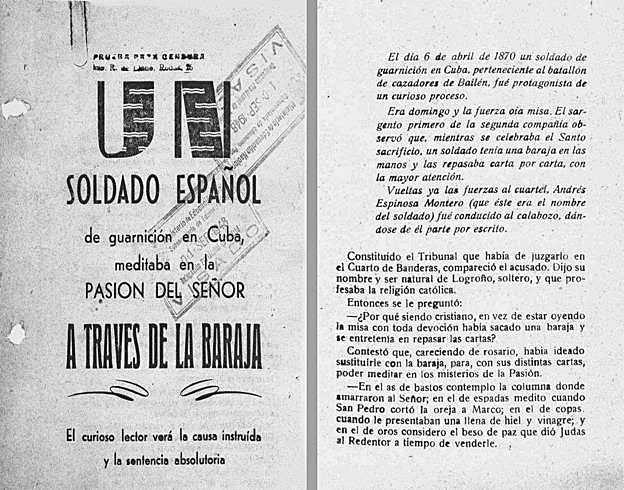 PRUEBA PARA CENSURA
UN
SOLDADO ESPAÑOL
de guarnición en Cuba,
meditaba en la
PASION DEL SEÑOR
A TRAVES DE LA BARAJA
El curioso lector verá la causa instruída
y la sentencia absolutoria
El día 6 de abril de 1870 un soldado de
guarnición en Cuba, perteneciente al batallón
de cazadores de Bailén, fué protagonista de
un curioso proceso.
Era domingo y la fuerza oía misa. El sar-
gento primero de la segunda compañía ob-
servó que, mientras se celebraba el Santo
sacrificio, un soldado tenía una baraja en las
manos y las repasaba carta por carta, con
la mayor atención.
Vueltas ya las fuerzas al cuartel, Andrés
Espinosa Montero (que éste era el nombre
del soldado) fué conducido al calabozo, dán-
dose de él parte por escrito.
Constituído el Tribunal que había de juzgarlo en
el Cuarto de Banderas, compareció el acusado. Dijo su
nombre y ser natural de Logroño, soltero, y que pro-
fesaba la religión católica.
Entonces se le preguntó:
—¿Por qué siendo cristiano, en vez de estar oyendo
la misa con toda devoción había sacado una baraja y
se entretenía en repasar las cartas?
Contestó que, careciendo de rosario, había ideado
sustituirle con la baraja, para, con sus distintas cartas,
poder meditar en los misterios de la Pasión.
—En el as de bastos contemplo la columna donde
amarraron al Señor; en el de espadas medito cuando
San Pedro cortó la oreja a Marco; en el de copas
cuando le presentaban una llena de hiel y vinagre; y
en el de oros considero el beso de paz que dió Judas
al Redentor a tiempo de venderle.